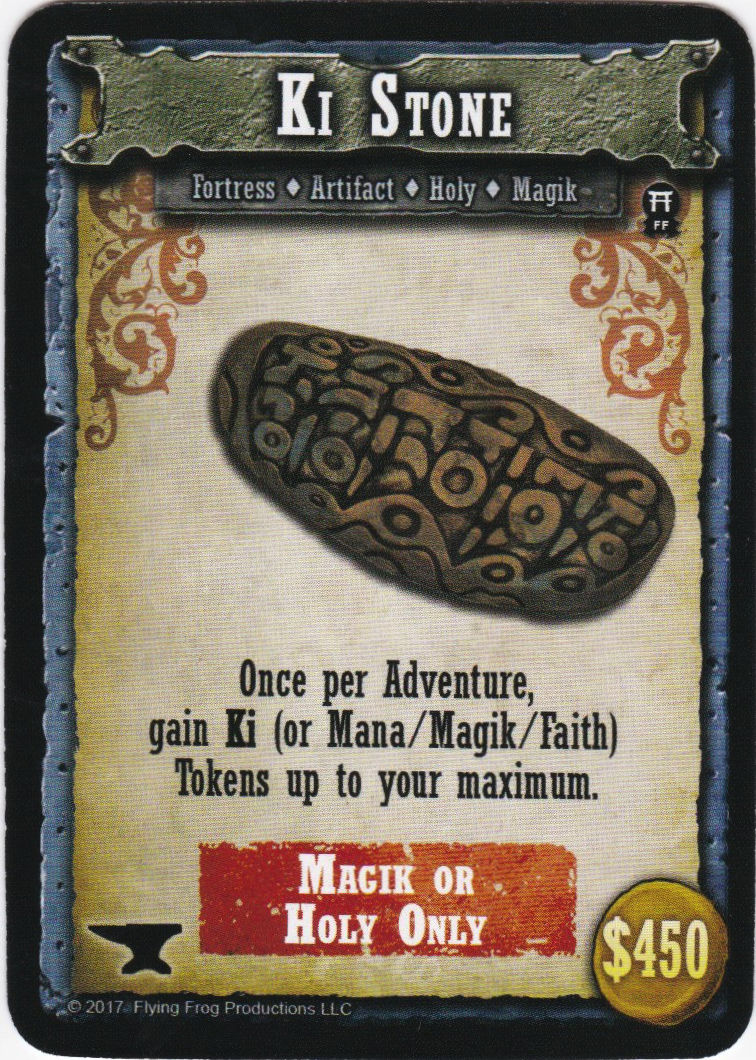 Ki Stone
Fortress ♦ Artifact ♦ Holy ♦ Magik
FF
Once per Adventure,
gain Ki (or Mana/Magik/Faith)
Tokens up to your maximum.
Magik or
Holy Only
$450
© 2017 Flying Frog Productions LLC